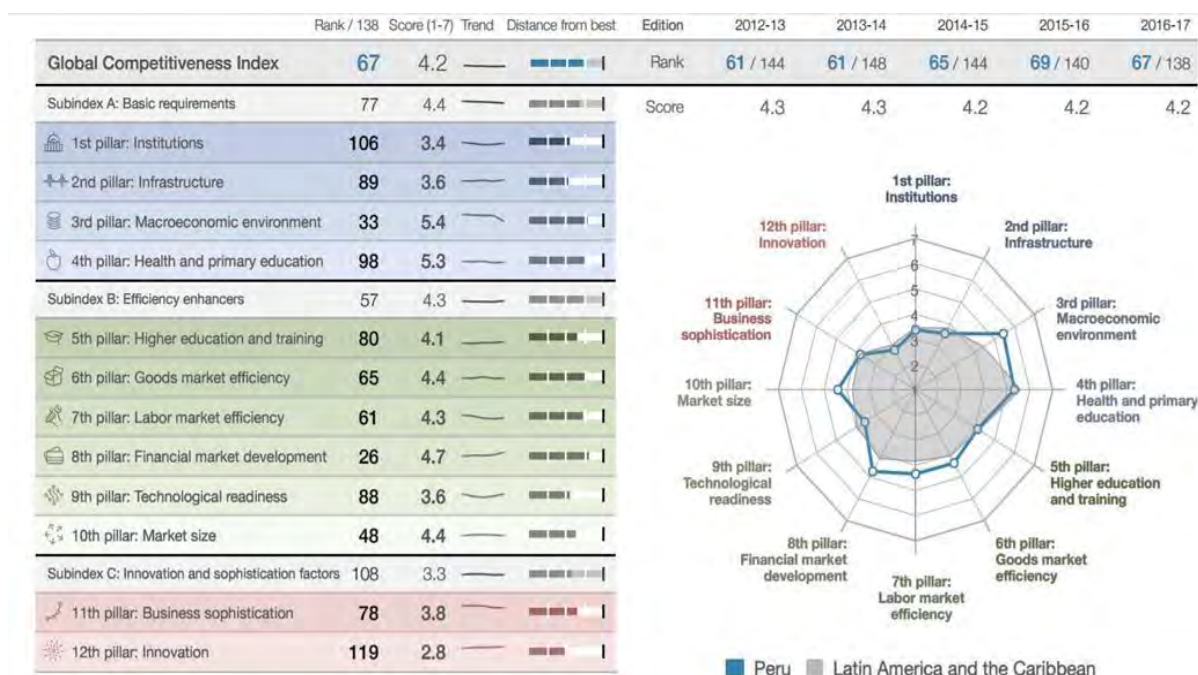 Rank / 138 Score (1-7) Trend Distance from best
Global Competitiveness Index 67 4.2
Subindex A: Basic requirements 77 4.4
1st pillar: Institutions 106 3.4
2nd pillar: Infrastructure 89 3.6
3rd pillar: Macroeconomic environment 33 5.4
4th pillar: Health and primary education 98 5.3
Subindex B: Efficiency enhancers 57 4.3
5th pillar: Higher education and training 80 4.1
6th pillar: Goods market efficiency 65 4.4
7th pillar: Labor market efficiency 61 4.3
8th pillar: Financial market development 26 4.7
9th pillar: Technological readiness 88 3.6
10th pillar: Market size 48 4.4
Subindex C: Innovation and sophistication factors 108 3.3
11th pillar: Business sophistication 78 3.8
12th pillar: Innovation 119 2.8
Edition 2012-13 2013-14 2014-15 2015-16 2016-17
Rank 61 / 144 61 / 148 65 / 144 69 / 140 67 / 138
Score 4.3 4.3 4.2 4.2 4.2
1st pillar:
Institutions
2nd pillar:
Infrastructure
3rd pillar:
Macroeconomic
environment
4th pillar:
Health and primary
education
5th pillar:
Higher education
and training
6th pillar:
Goods market
efficiency
7th pillar:
Labor market
efficiency
8th pillar:
Financial market
development
9th pillar:
Technological
readiness
10th pillar:
Market size
11th pillar:
Business
sophistication
12th pillar:
Innovation
7
6
5
4
3
2
1
Peru Latin America and the Caribbean